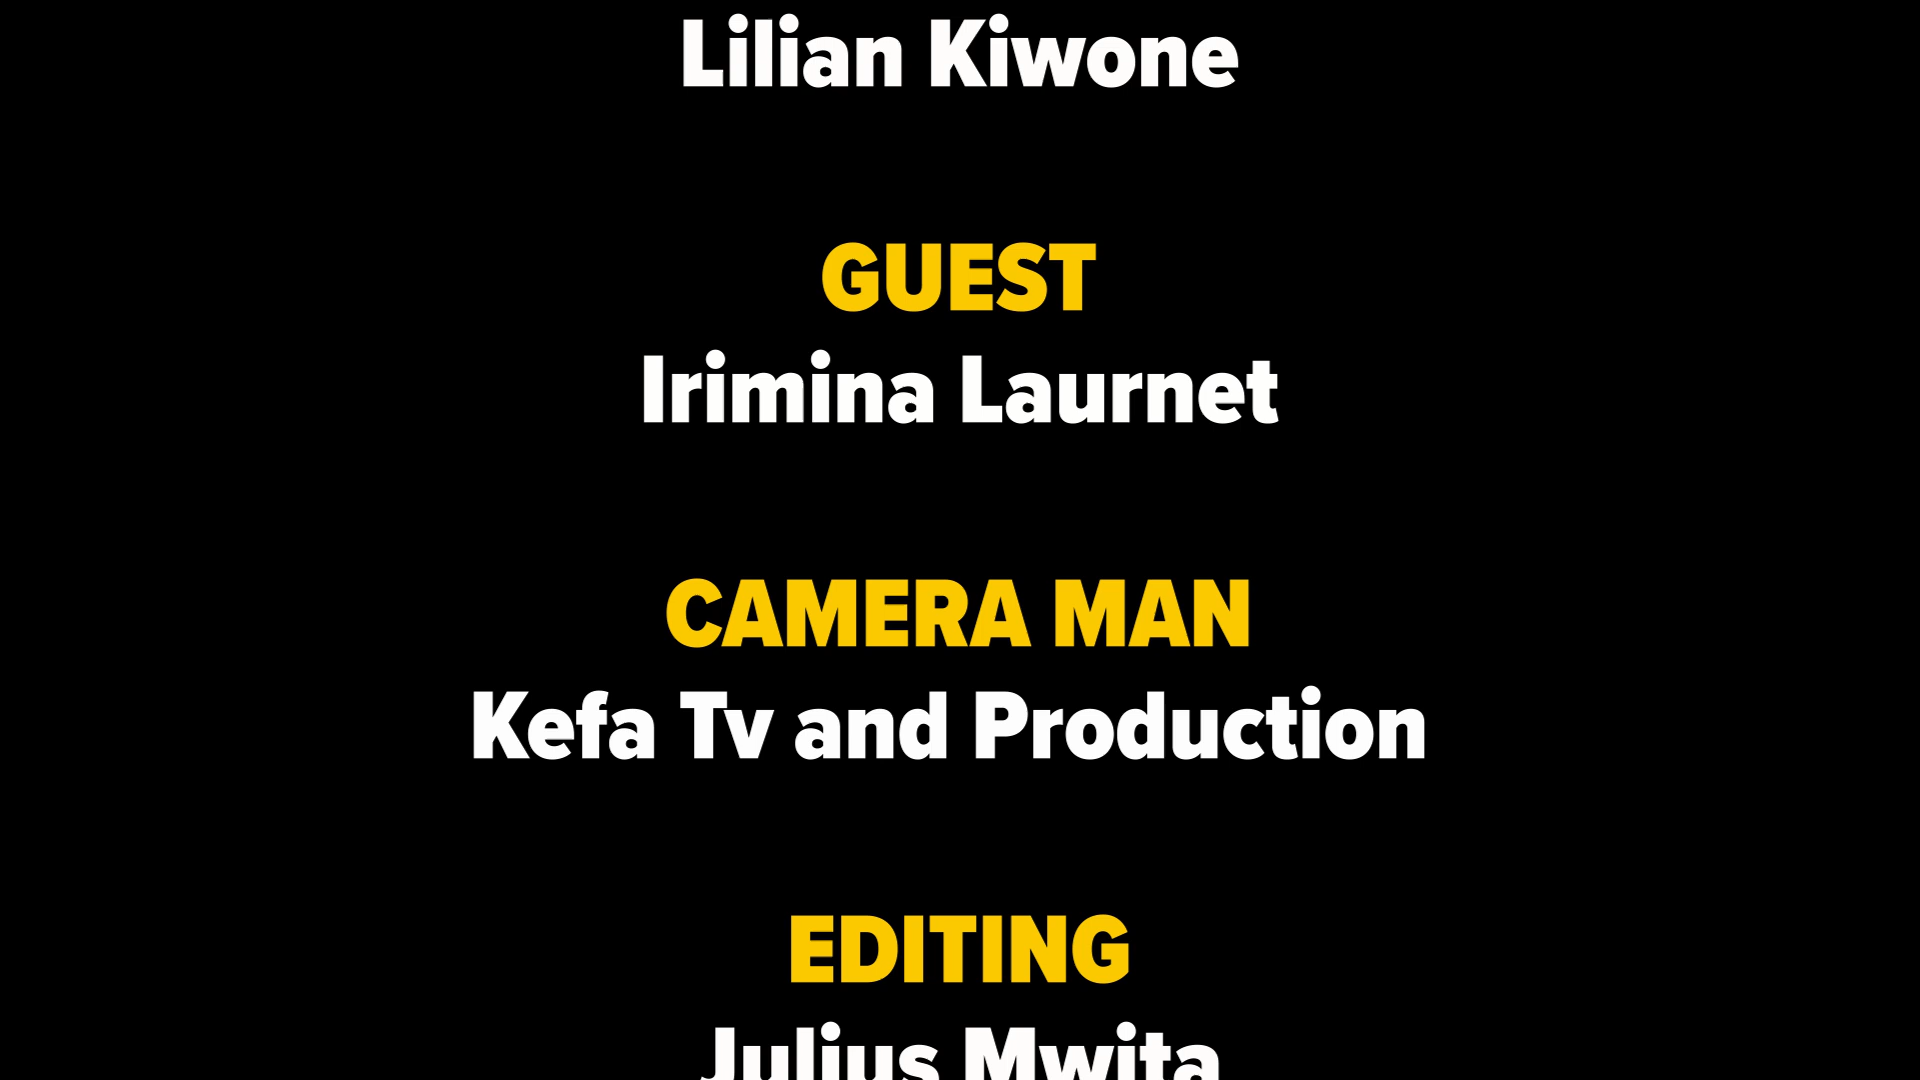 Lilian Kiwone
GUEST
Irimina Laurnet
CAMERA MAN
Kefa Tv and Production
EDITING
Julius Mwita